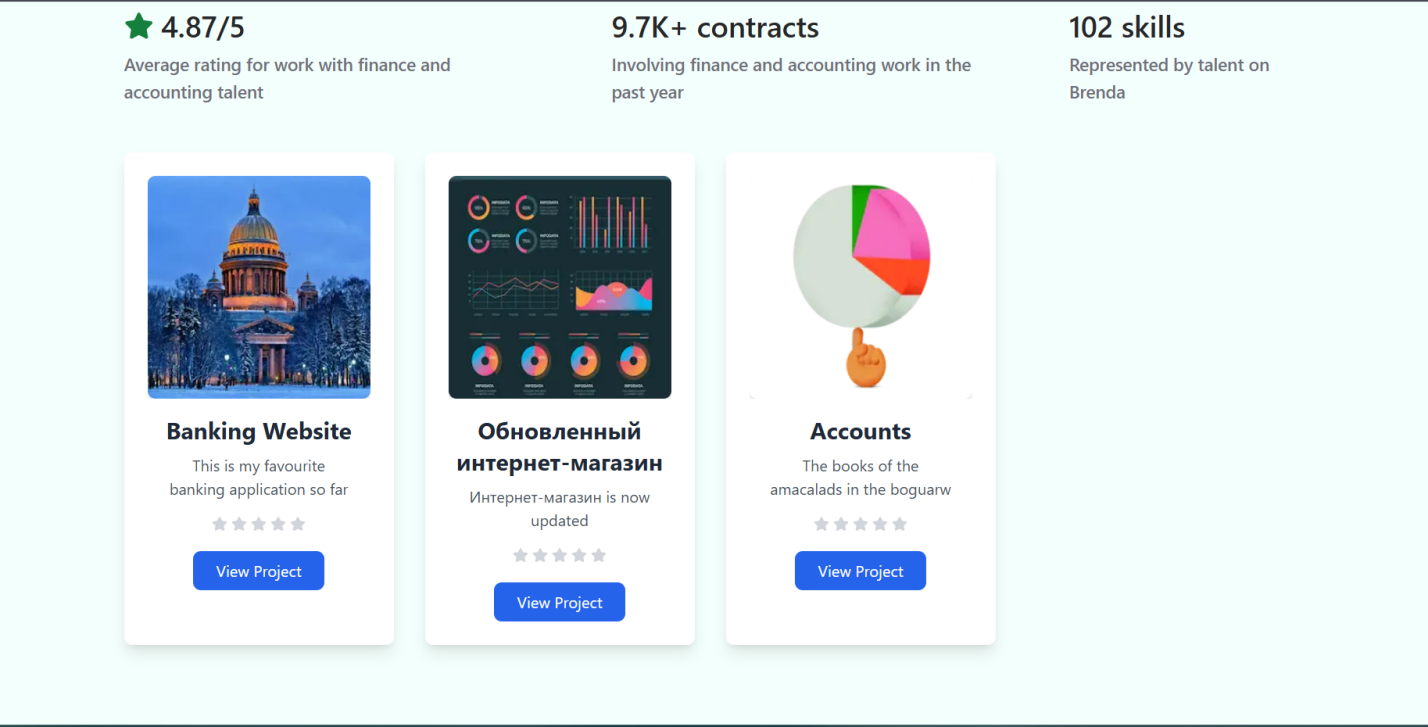 4.87/5
Average rating for work with finance and
accounting talent
9.7K+ contracts
Involving finance and accounting work in the
past year
102 skills
Represented by talent on
Brenda
Banking Website
This is my favourite
banking application so far
View Project
Обновленный
интернет-магазин
Интернет-магазин is now
updated
View Project
Accounts
The books of the
amacalads in the boguarw
View Project